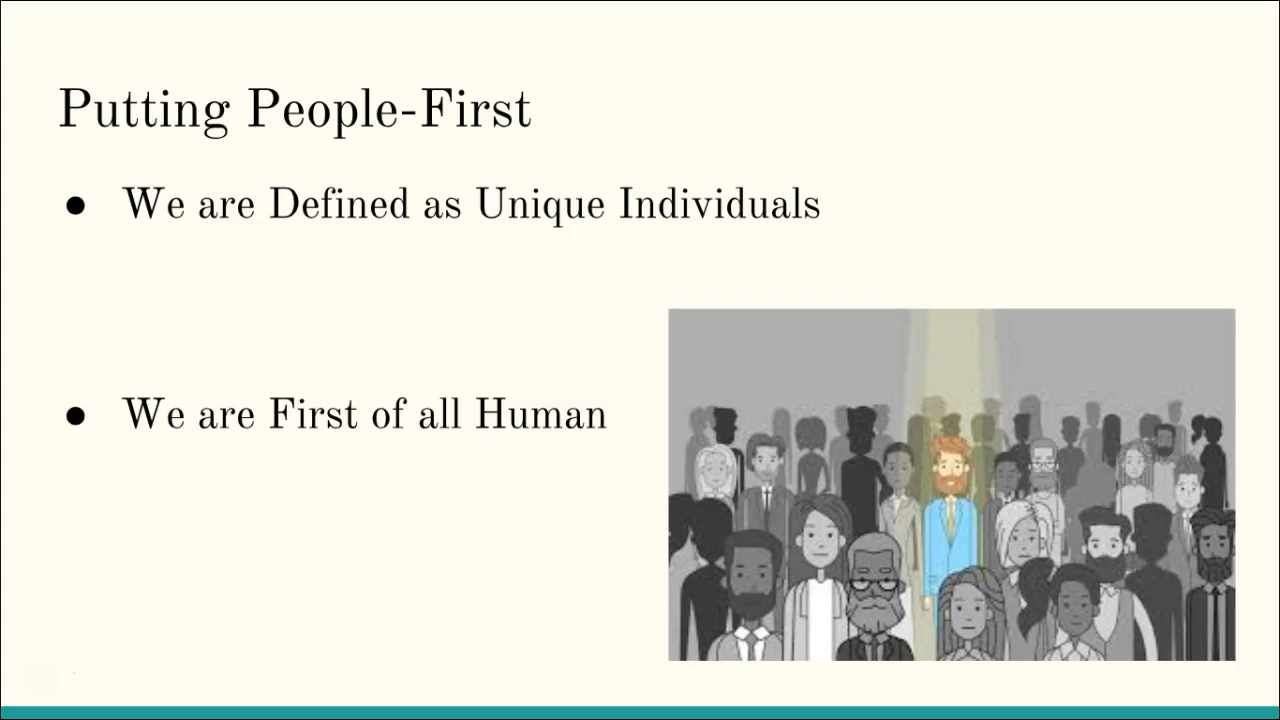 Putting People-First
● We are Defined as Unique Individuals
● We are First of all Human